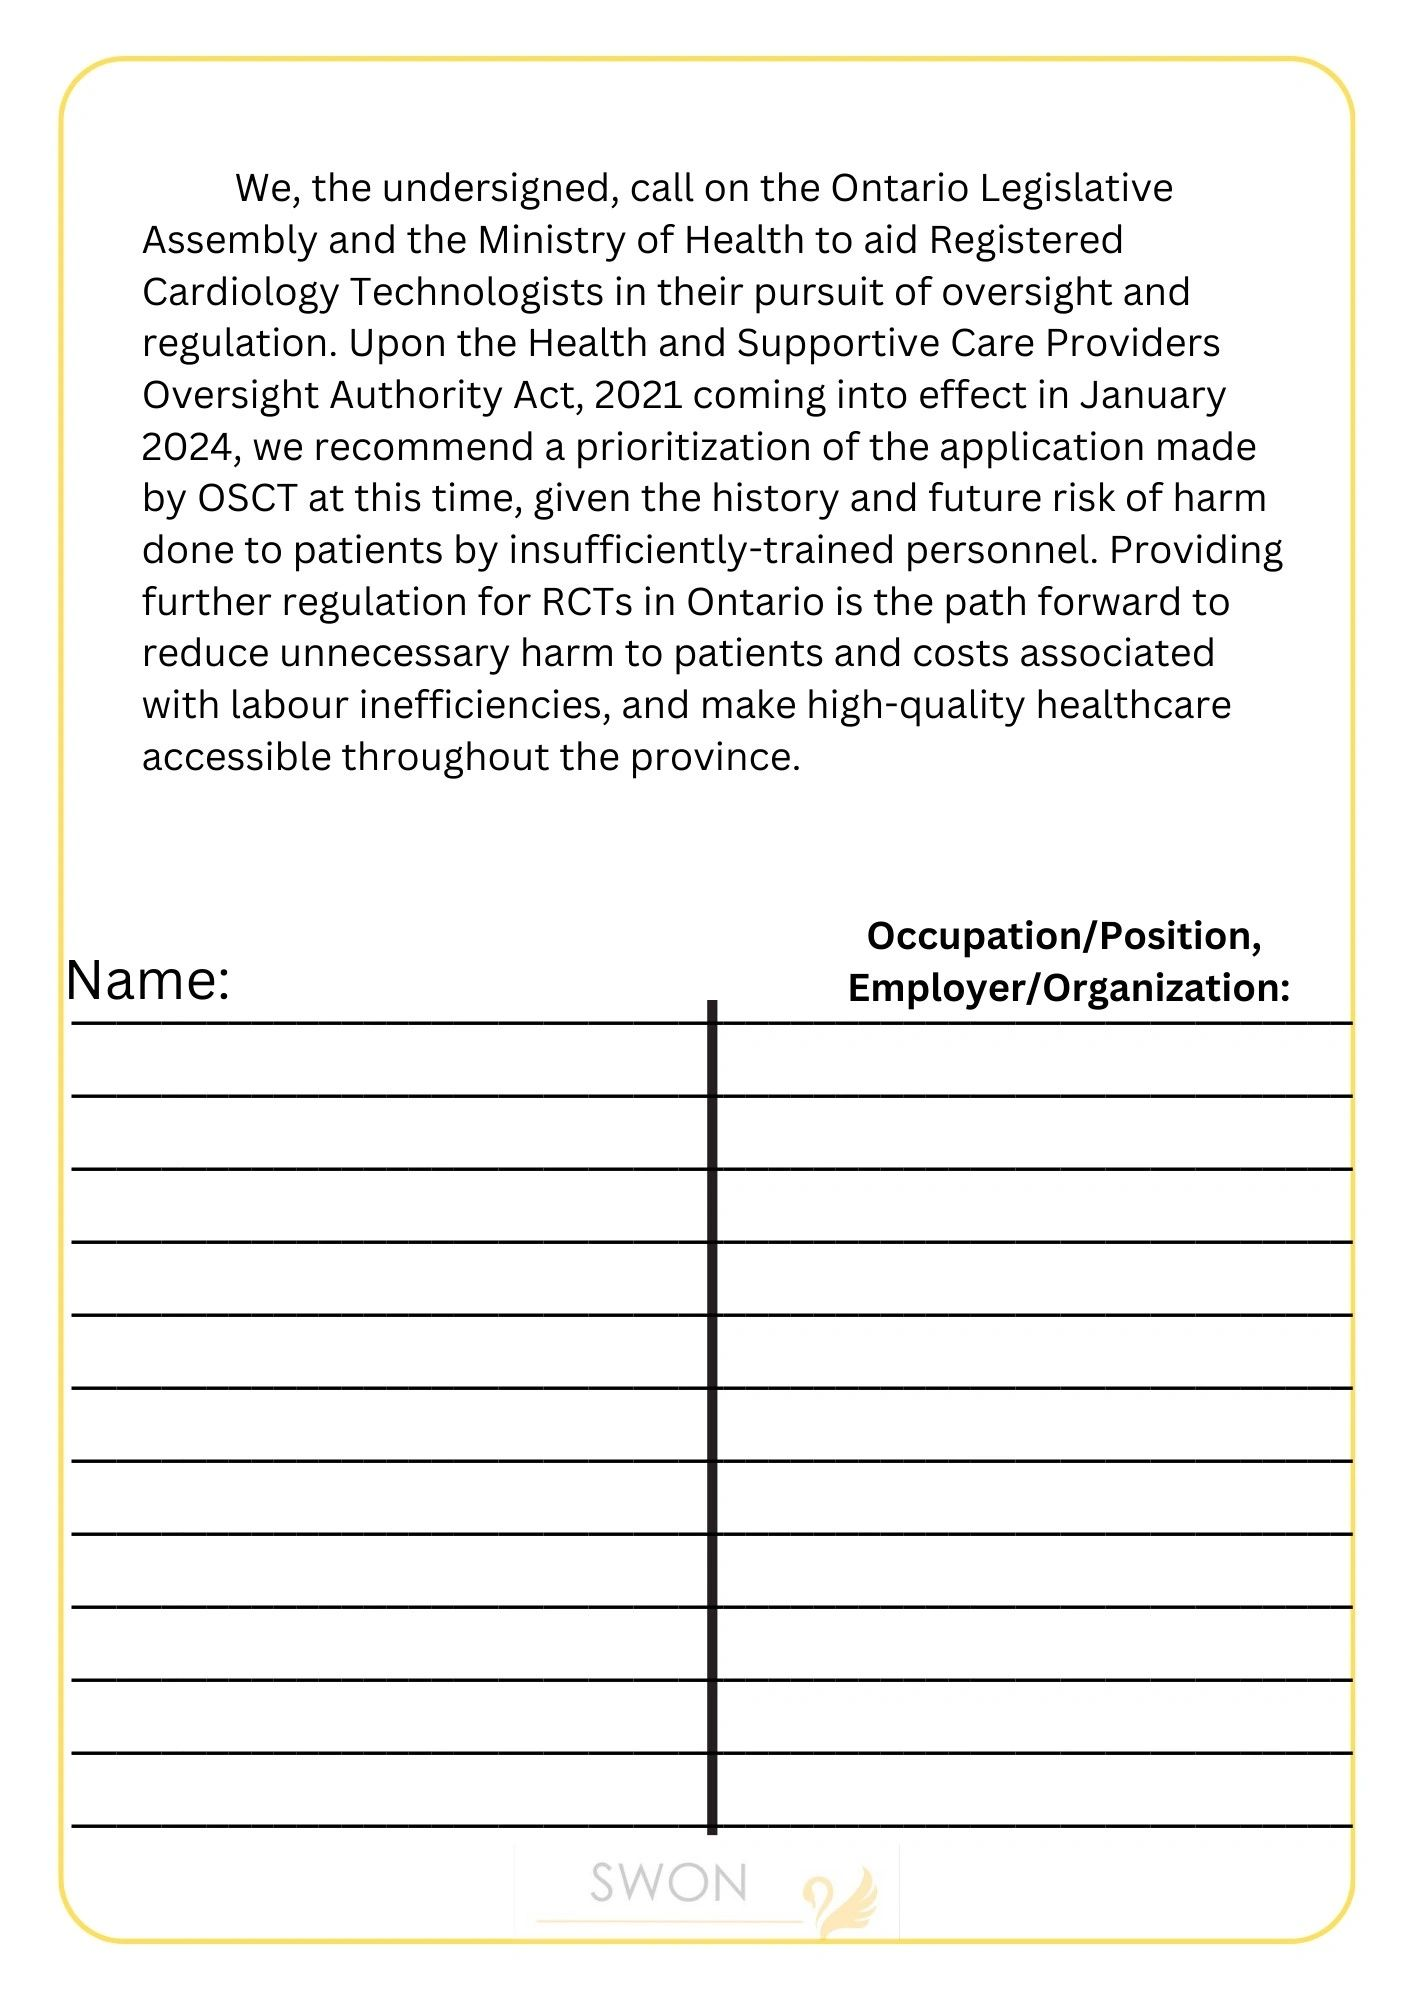 We, the undersigned, call on the Ontario Legislative
Assembly and the Ministry of Health to aid Registered
Cardiology Technologists in their pursuit of oversight and
regulation. Upon the Health and Supportive Care Providers
Oversight Authority Act, 2021 coming into effect in January
2024, we recommend a prioritization of the application made
by OSCT at this time, given the history and future risk of harm
done to patients by insufficiently-trained personnel. Providing
further regulation for RCTs in Ontario is the path forward to
reduce unnecessary harm to patients and costs associated
with labour inefficiencies, and make high-quality healthcare
accessible throughout the province.
Name:
Occupation/Position,
Employer/Organization:
SWON